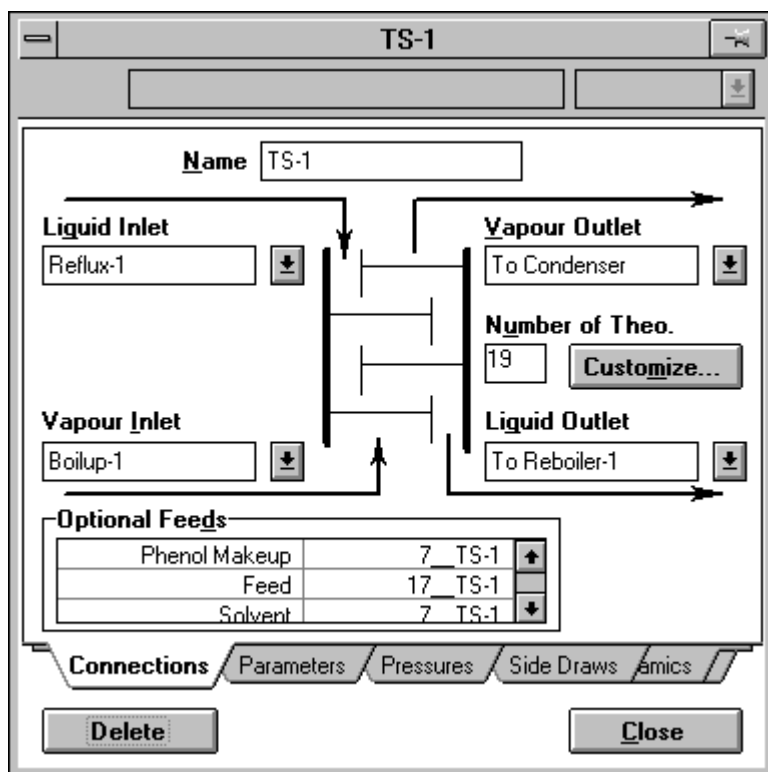 TS-1
Name TS-1
Liquid Inlet
Reflux-1
Vapour Outlet
To Condenser
Number of Theo.
19 Customize...
Vapour Inlet
Boilup-1
Liquid Outlet
To Reboiler-1
Optional Feeds
Phenol Makeup 7__TS-1
Feed 17__TS-1
Solvent 7__TS-1
Connections Parameters Pressures Side Draws amics
Delete Close